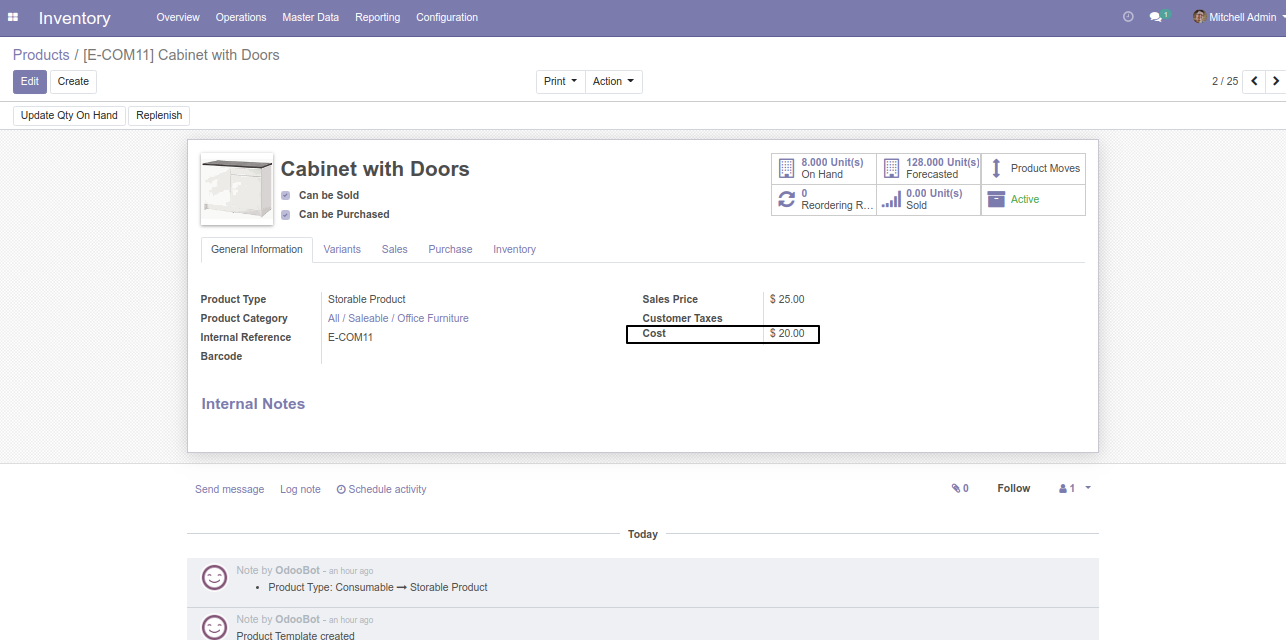 Inventory Overview Operations Master Data Reporting Configuration 1 Mitchell Admin
Products / [E-COM11] Cabinet with Doors
Edit Create Print Action 2 / 25
Update Qty On Hand Replenish
Cabinet with Doors
Can be Sold
Can be Purchased
8.000 Unit(s)
On Hand
128.000 Unit(s)
Forecasted
Product Moves
0
Reordering R...
0.00 Unit(s)
Sold
Active
General Information Variants Sales Purchase Inventory
Product Type Storable Product
Product Category All / Saleable / Office Furniture
Internal Reference E-COM11
Barcode
Sales Price $ 25.00
Customer Taxes
Cost $ 20.00
Internal Notes
Send message Log note Schedule activity 0 Follow 1
Today
Note by OdooBot - an hour ago
• Product Type: Consumable → Storable Product
Note by OdooBot - an hour ago
Product Template created